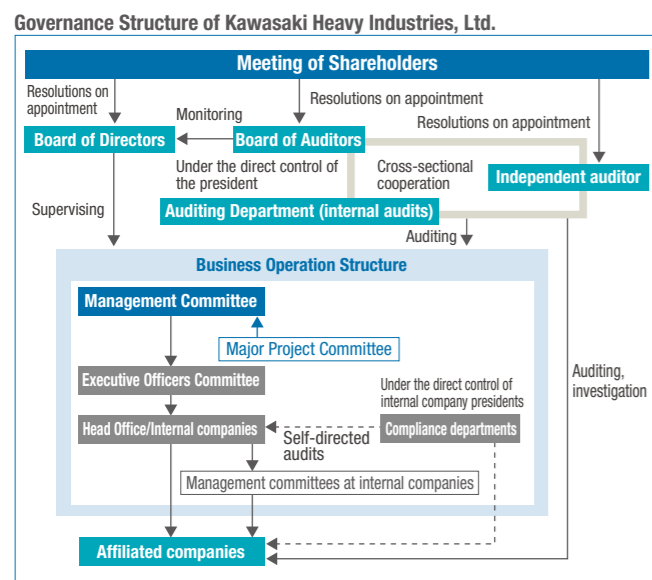 Governance Structure of Kawasaki Heavy Industries, Ltd.
Meeting of Shareholders
Resolutions on
appointment
Monitoring
Resolutions on appointment
Resolutions on appointment
Board of Directors
Board of Auditors
Under the direct control of
the president
Cross-sectional
cooperation
Independent auditor
Supervising
Auditing Department (internal audits)
Auditing
Business Operation Structure
Management Committee
Major Project Committee
Auditing,
investigation
Executive Officers Committee
Under the direct control of
internal company presidents
Head Office/Internal companies
Self-directed
audits
Compliance departments
Management committees at internal companies
Affiliated companies